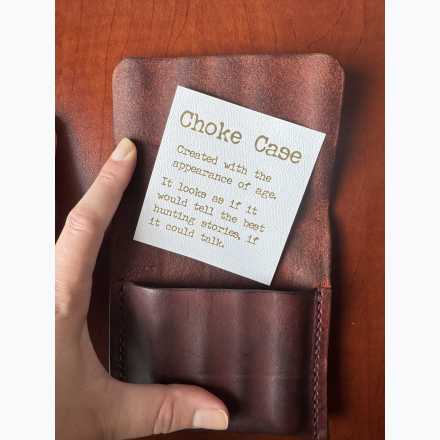 Choke Case
Created with the
appearance of age.
It looks as if it
would tell the best
hunting stories, if
it could talk.